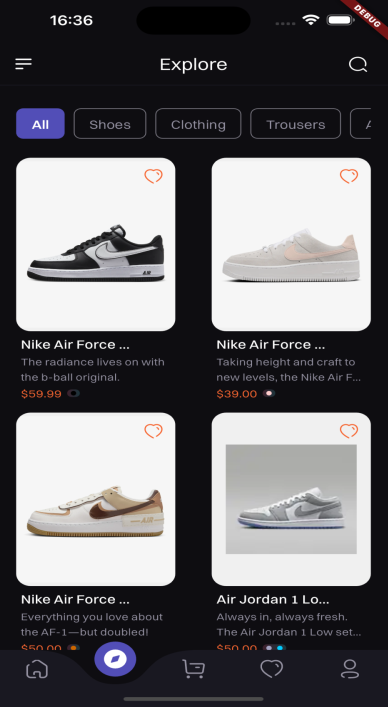 16:36
DEBUG
Explore
All
Shoes
Clothing
Trousers
A
Nike Air Force ...
The radiance lives on with
the b-ball original.
$59.99
Nike Air Force ...
Taking height and craft to
new levels, the Nike Air F...
$39.00
Nike Air Force ...
Everything you love about
the AF-1—but doubled!
$50.00
Air Jordan 1 Lo...
Always in, always fresh.
The Air Jordan 1 Low set...
$50.00